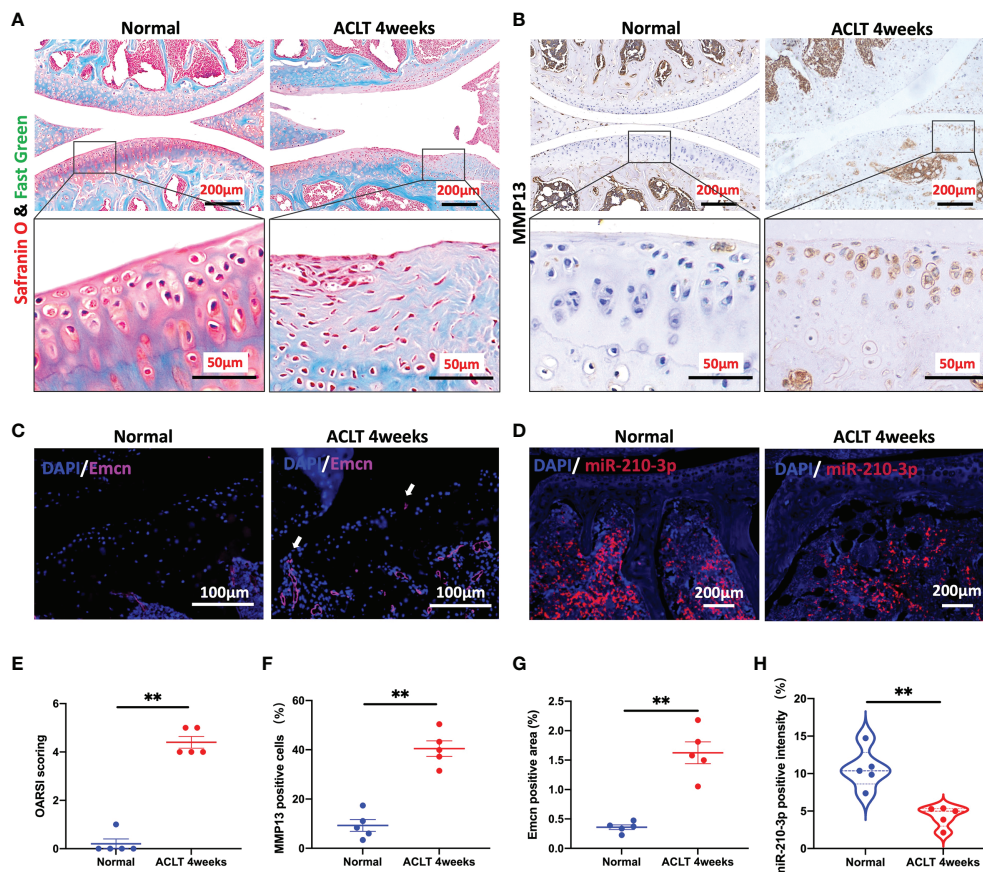 A
Normal
ACLT 4weeks
Safranin O & Fast Green
200μm
200μm
50μm
50μm
B
Normal
ACLT 4weeks
MMP13
200μm
200μm
50μm
50μm
C
Normal
ACLT 4weeks
DAPI/Emcn
DAPI/Emcn
100μm
100μm
D
Normal
ACLT 4weeks
DAPI/ miR-210-3p
DAPI/ miR-210-3p
200μm
200μm
E
OARSI scoring
**
6
4
2
0
Normal
ACLT 4weeks
F
MMP13 positive cells (%)
**
60
40
20
0
Normal
ACLT 4weeks
G
Emcn positive area (%)
**
2.5
2.0
1.5
1.0
0.5
0.0
Normal
ACLT 4weeks
H
miR-210-3p positive intensity (%)
**
20
15
10
5
0
Normal
ACLT 4weeks